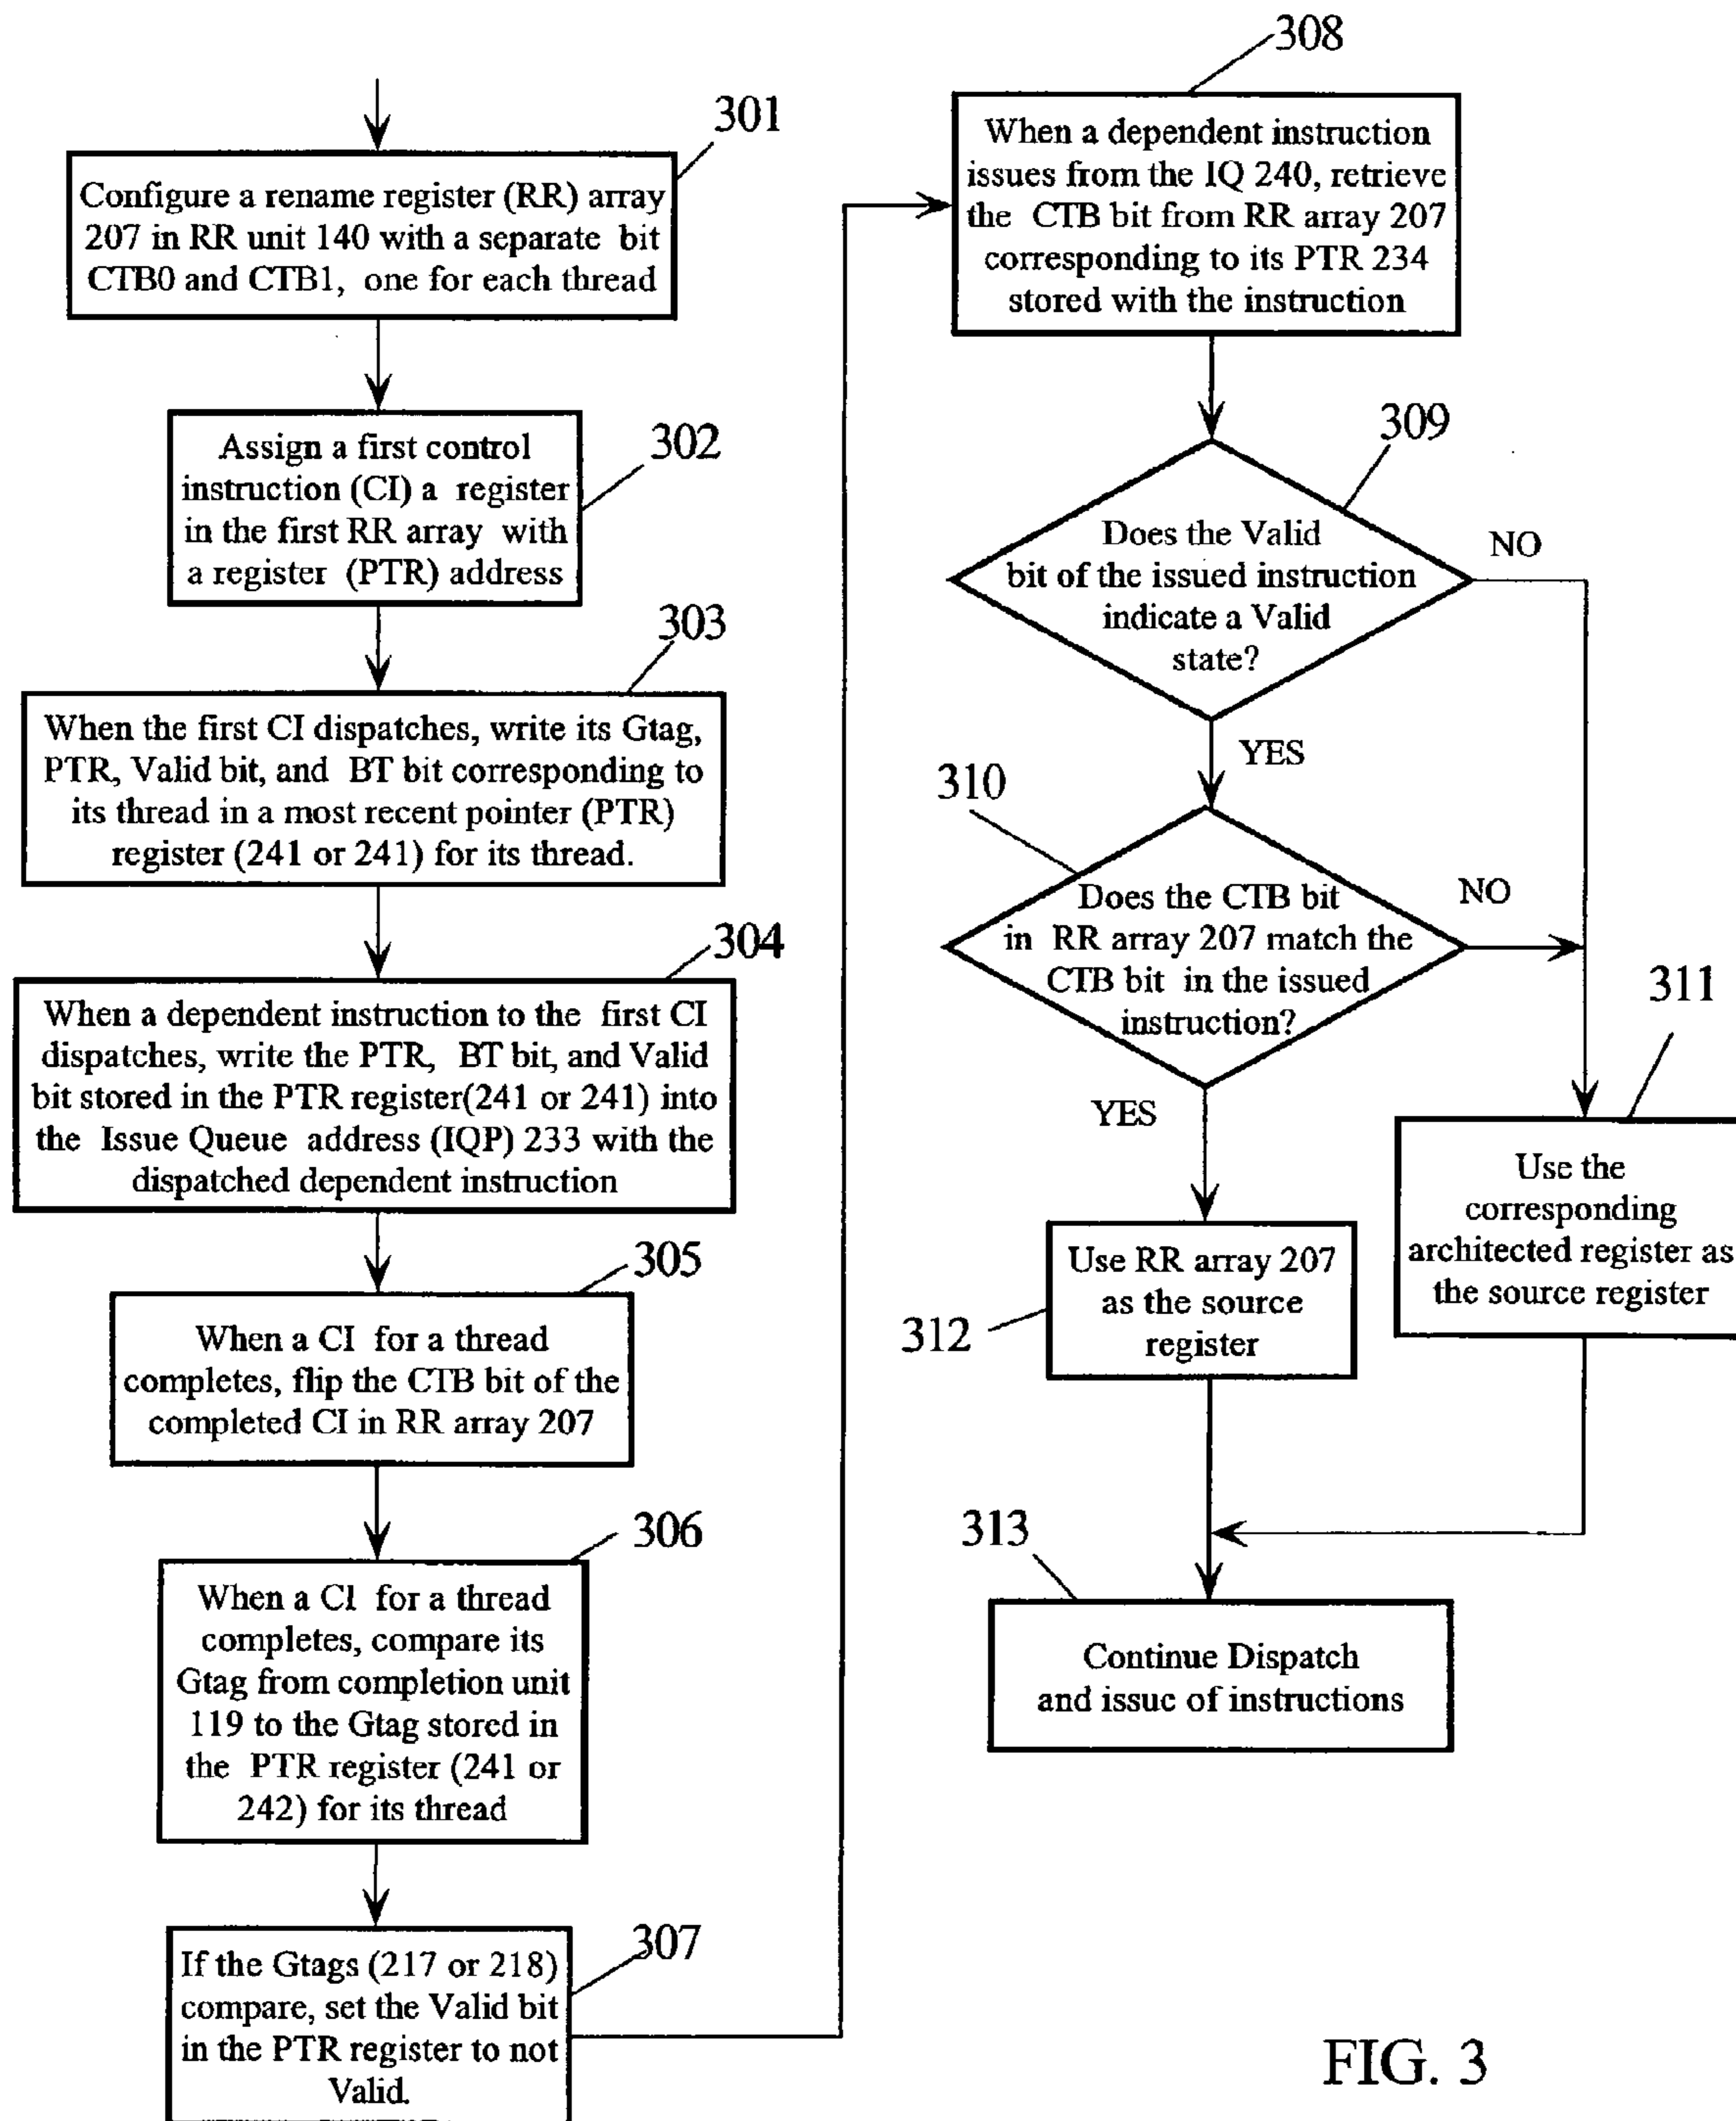 301
Configure a rename register (RR) array
207 in RR unit 140 with a separate bit
CTB0 and CTB1, one for each thread
302
Assign a first control
instruction (CI) a register
in the first RR array with
a register (PTR) address
303
When the first CI dispatches, write its Gtag,
PTR, Valid bit, and BT bit corresponding to
its thread in a most recent pointer (PTR)
register (241 or 241) for its thread.
304
When a dependent instruction to the first CI
dispatches, write the PTR, BT bit, and Valid
bit stored in the PTR register(241 or 241) into
the Issue Queue address (IQP) 233 with the
dispatched dependent instruction
305
When a CI for a thread
completes, flip the CTB bit of the
completed CI in RR array 207
306
When a CI for a thread
completes, compare its
Gtag from completion unit
119 to the Gtag stored in
the PTR register (241 or
242) for its thread
307
If the Gtags (217 or 218)
compare, set the Valid bit
in the PTR register to not
Valid.
308
When a dependent instruction
issues from the IQ 240, retrieve
the CTB bit from RR array 207
corresponding to its PTR 234
stored with the instruction
309
Does the Valid
bit of the issued instruction
indicate a Valid
state?
NO
YES
310
Does the CTB bit
in RR array 207 match the
CTB bit in the issued
instruction?
NO
YES
311
Use the
corresponding
architected register as
the source register
312
Use RR array 207
as the source
register
313
Continue Dispatch
and issue of instructions
FIG. 3